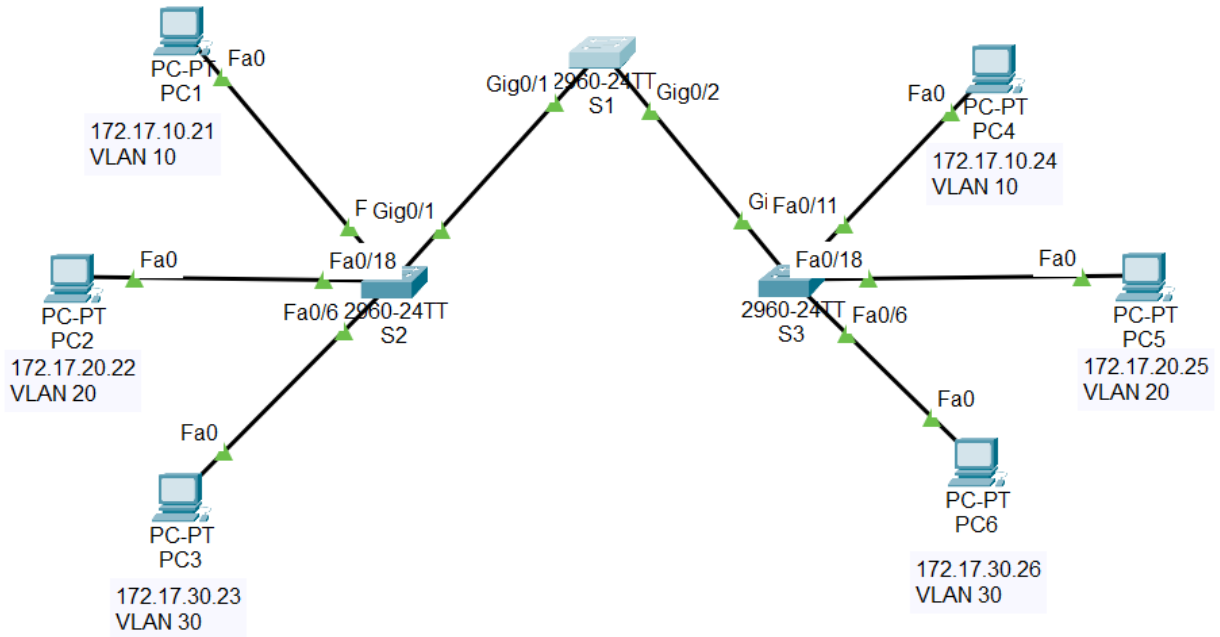 Fa0
PC-PT
PC1
172.17.10.21
VLAN 10
Gig0/1
2960-24TT
S1
Gig0/2
Fa0
PC-PT
PC4
172.17.10.24
VLAN 10
F
Gig0/1
Fa0/18
2960-24TT
S2
Fa0/6
Fa0
PC-PT
PC2
172.17.20.22
VLAN 20
Fa0
PC-PT
PC3
172.17.30.23
VLAN 30
Gi
Fa0/11
Fa0/18
2960-24TT
S3
Fa0/6
Fa0
PC-PT
PC5
172.17.20.25
VLAN 20
Fa0
PC-PT
PC6
172.17.30.26
VLAN 30